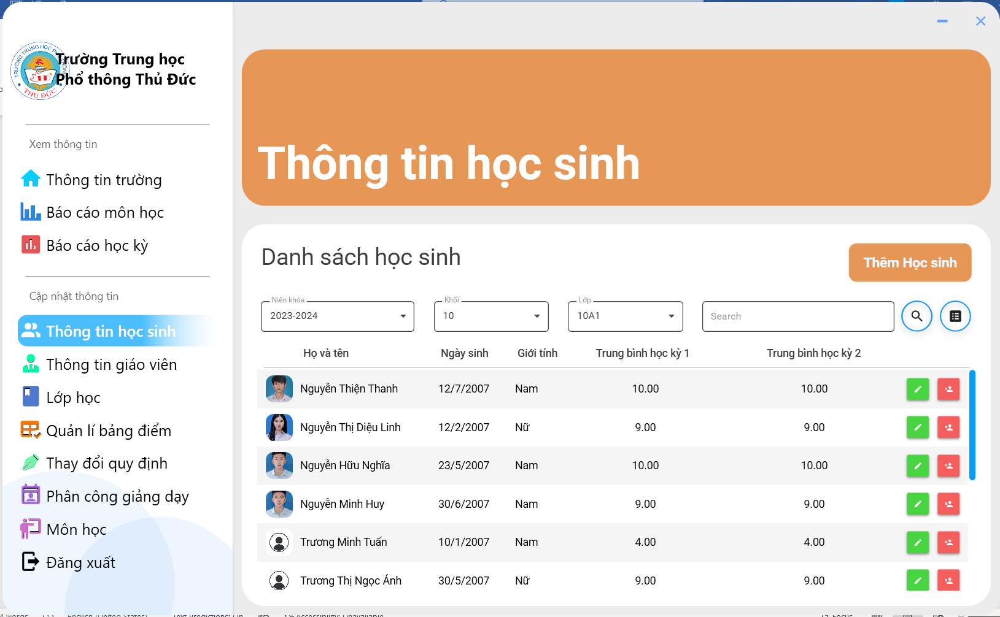 Trường Trung học
Phổ thông Thủ Đức
THỦ ĐỨC
Xem thông tin
Thông tin trường
Báo cáo môn học
Báo cáo học kỳ
Cập nhật thông tin
Thông tin học sinh
Thông tin giáo viên
Lớp học
Quản lí bảng điểm
Thay đổi quy định
Phân công giảng dạy
Môn học
Đăng xuất
Thông tin học sinh
Danh sách học sinh
Thêm Học sinh
Niên khóa Khối Lớp
2023-2024 10 10A1 Search
Họ và tên Ngày sinh Giới tính Trung bình học kỳ 1 Trung bình học kỳ 2
Nguyễn Thiện Thanh 12/7/2007 Nam 10.00 10.00
Nguyễn Thị Diệu Linh 12/2/2007 Nữ 9.00 9.00
Nguyễn Hữu Nghĩa 23/5/2007 Nam 10.00 10.00
Nguyễn Minh Huy 30/6/2007 Nam 9.00 9.00
Trương Minh Tuấn 10/1/2007 Nam 4.00 4.00
Trương Thị Ngọc Ánh 30/5/2007 Nữ 9.00 9.00